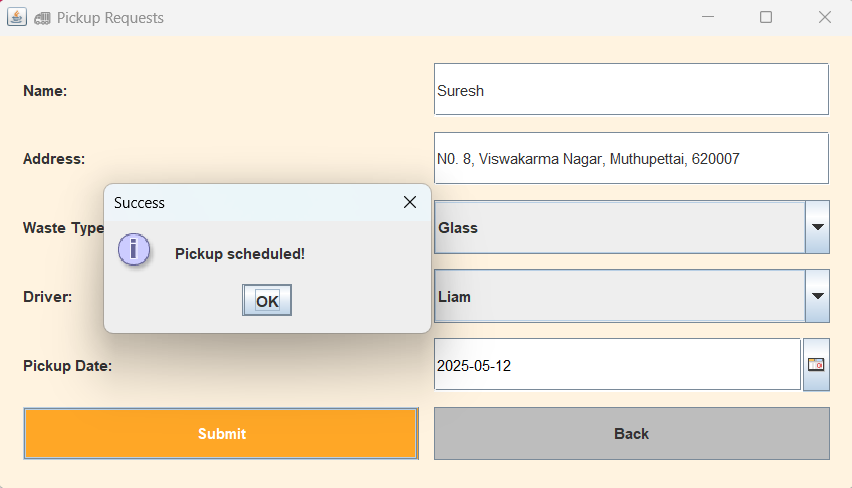 Pickup Requests
Name:
Suresh
Address:
N0. 8, Viswakarma Nagar, Muthupettai, 620007
Success
Waste Type
Glass
Pickup scheduled!
OK
Driver:
Liam
Pickup Date:
2025-05-12
Submit
Back